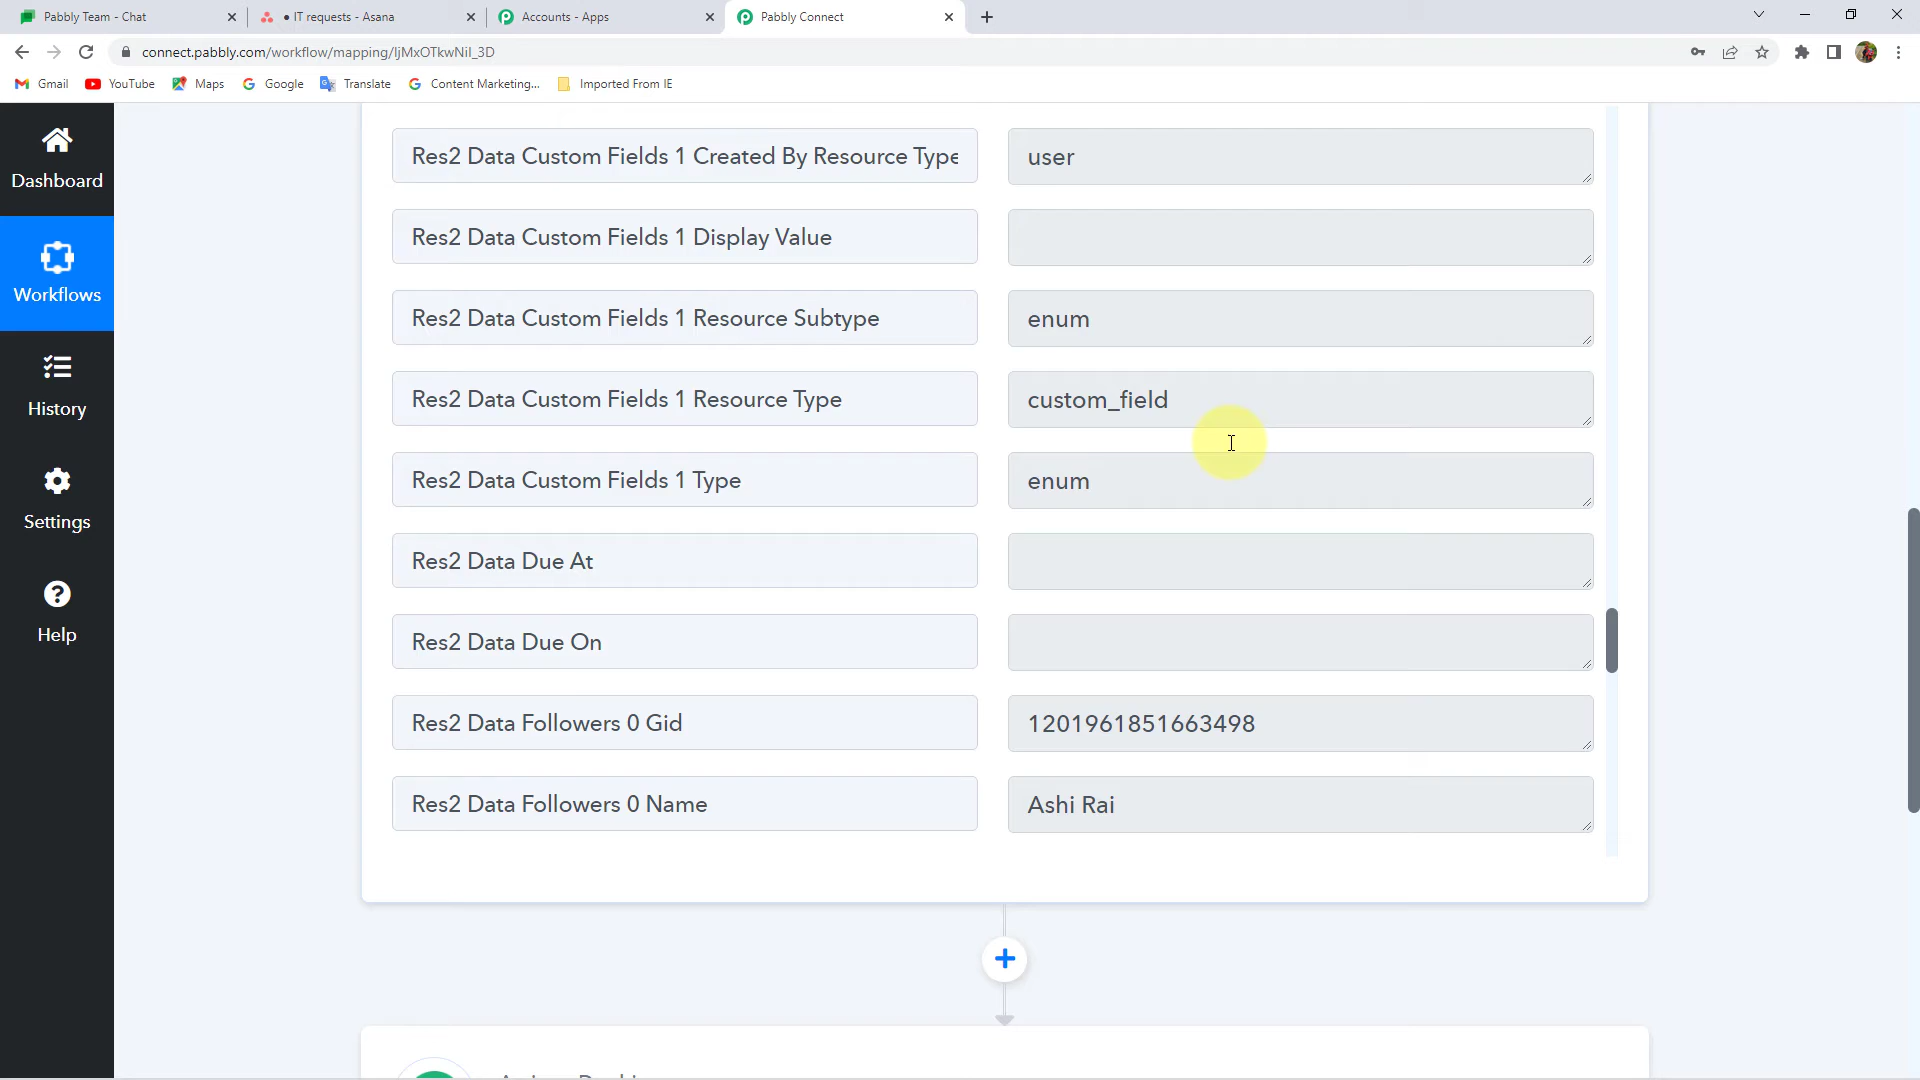 Pabbly Team - Chat
● IT requests - Asana
Accounts - Apps
Pabbly Connect
connect.pabbly.com/workflow/mapping/IjMxOTkwNiI_3D
Gmail
YouTube
Maps
Google
Translate
Content Marketing...
Imported From IE
Dashboard
Workflows
History
Settings
Help
Res2 Data Custom Fields 1 Created By Resource Type
user
Res2 Data Custom Fields 1 Display Value
Res2 Data Custom Fields 1 Resource Subtype
enum
Res2 Data Custom Fields 1 Resource Type
custom_field
Res2 Data Custom Fields 1 Type
enum
Res2 Data Due At
Res2 Data Due On
Res2 Data Followers 0 Gid
1201961851663498
Res2 Data Followers 0 Name
Ashi Rai